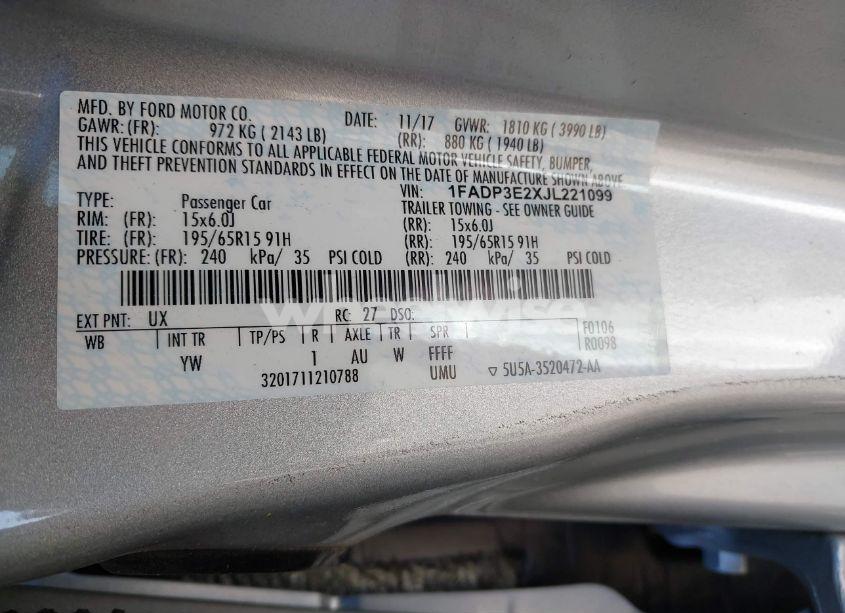 MFD. BY FORD MOTOR CO. DATE: 11/17 GVWR: 1810 KG ( 3990 LB)
GAWR: (FR): 972 KG ( 2143 LB) (RR): 880 KG ( 1940 LB)
THIS VEHICLE CONFORMS TO ALL APPLICABLE FEDERAL MOTOR VEHICLE SAFETY, BUMPER,
AND THEFT PREVENTION STANDARDS IN EFFECT ON THE DATE OF MANUFACTURE SHOWN ABOVE.
VIN: 1FADP3E2XJL221099
TYPE: Passenger Car TRAILER TOWING - SEE OWNER GUIDE
RIM: (FR): 15x6.0J (RR): 15x6.0J
TIRE: (FR): 195/65R15 91H (RR): 195/65R15 91H
PRESSURE: (FR): 240 kPa/ 35 PSI COLD (RR): 240 kPa/ 35 PSI COLD
EXT PNT: UX RC: 27 DSO: F0106
WB INT TR TP/PS R AXLE TR SPR R0098
YW 1 AU W FFFF
3201711210788 UMU ▽ 5U5A-3520472-AA